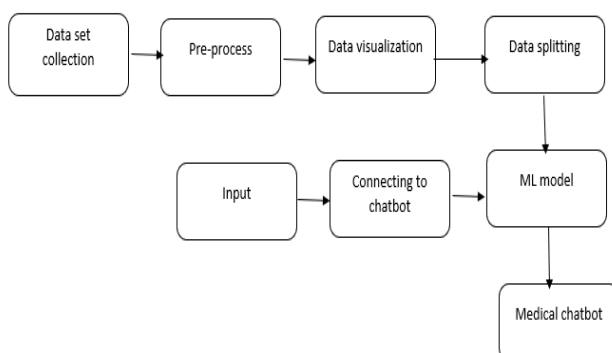 Data set
collection
Pre-process
Data visualization
Data splitting
Input
Connecting to
chatbot
ML model
Medical chatbot